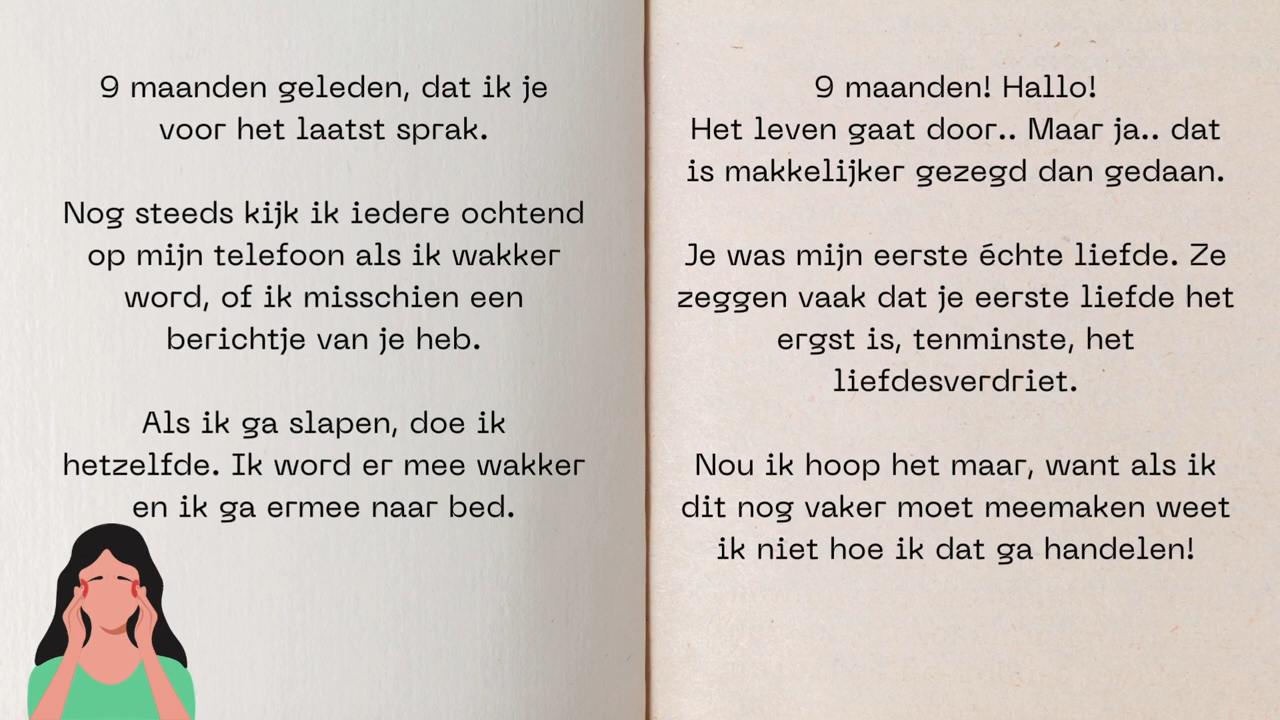 9 maanden geleden, dat ik je
voor het laatst sprak.
Nog steeds kijk ik iedere ochtend
op mijn telefoon als ik wakker
word, of ik misschien een
berichtje van je heb.
Als ik ga slapen, doe ik
hetzelfde. Ik word er mee wakker
en ik ga ermee naar bed.
9 maanden! Hallo!
Het leven gaat door.. Maar ja.. dat
is makkelijker gezegd dan gedaan.
Je was mijn eerste échte liefde. Ze
zeggen vaak dat je eerste liefde het
ergst is, tenminste, het
liefdesverdriet.
Nou ik hoop het maar, want als ik
dit nog vaker moet meemaken weet
ik niet hoe ik dat ga handelen!